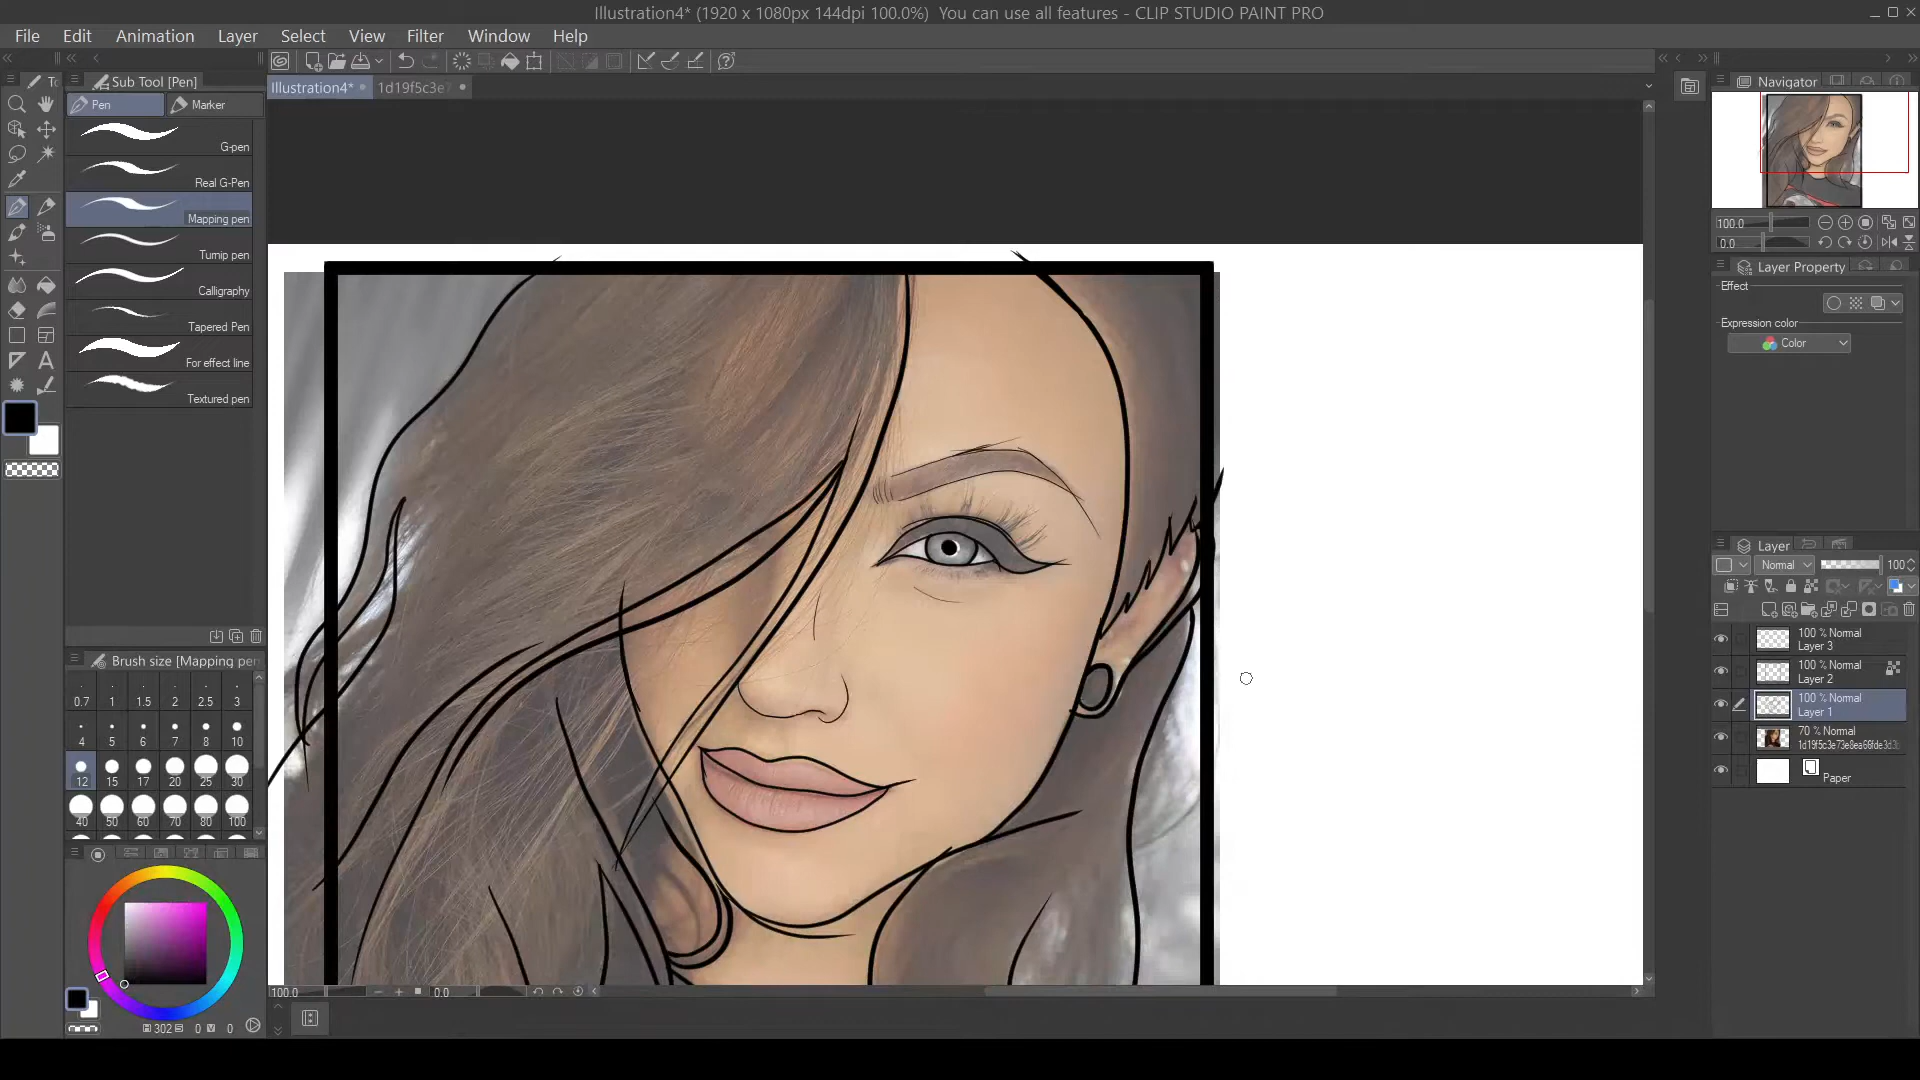 Illustration4* (1920 x 1080px 144dpi 100.0%)  You can use all features - CLIP STUDIO PAINT PRO
File Edit Animation Layer Select View Filter Window Help
Sub Tool [Pen]
Illustration4*
1d19f5c3e7
Pen
Marker
G-pen
Real G-Pen
Mapping pen
Turnip pen
Calligraphy
Tapered Pen
For effect line
Textured pen
Brush size [Mapping pen
0.7 1 1.5 2 2.5 3
4 5 6 7 8 10
12 15 17 20 25 30
40 50 60 70 80 100
302 S 0 V 0
100.0
0.0
Navigator
100.0
0.0
Layer Property
Effect
Expression color
Color
Layer
Normal
100
100 % Normal
Layer 3
100 % Normal
Layer 2
100 % Normal
Layer 1
70 % Normal
Paper